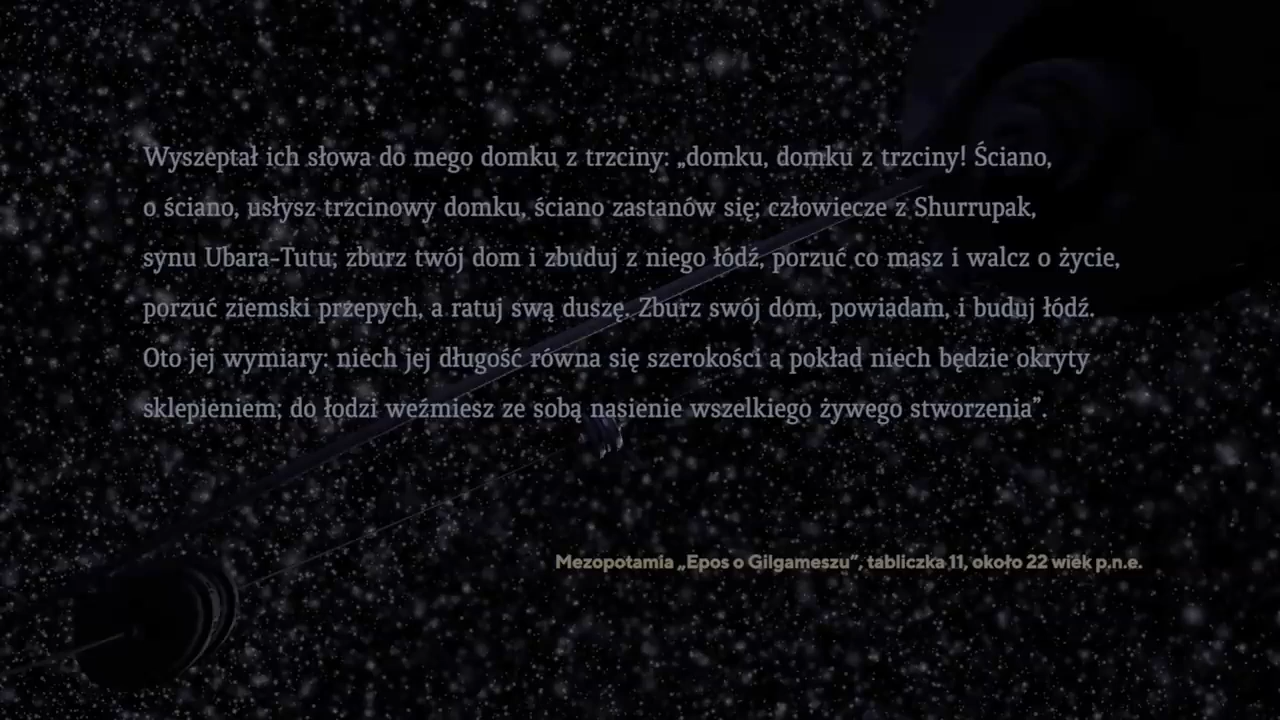 Wyszeptał ich słowa do mego domku z trzciny: „domku, domku z trzciny! Ściano,
o ściano, usłysz trzcinowy domku, ściano zastanów się; człowiecze z Shurrupak,
synu Ubara-Tutu; zburz twój dom i zbuduj z niego łódź, porzuć co masz i walcz o życie,
porzuć ziemski przepych, a ratuj swą duszę. Zburz swój dom, powiadam, i buduj łódź.
Oto jej wymiary: niech jej długość równa się szerokości a pokład niech będzie okryty
sklepieniem; do łodzi weźmiesz ze sobą nasienie wszelkiego żywego stworzenia”.
Mezopotamia „Epos o Gilgameszu”, tabliczka 11, około 22 wiek p.n.e.